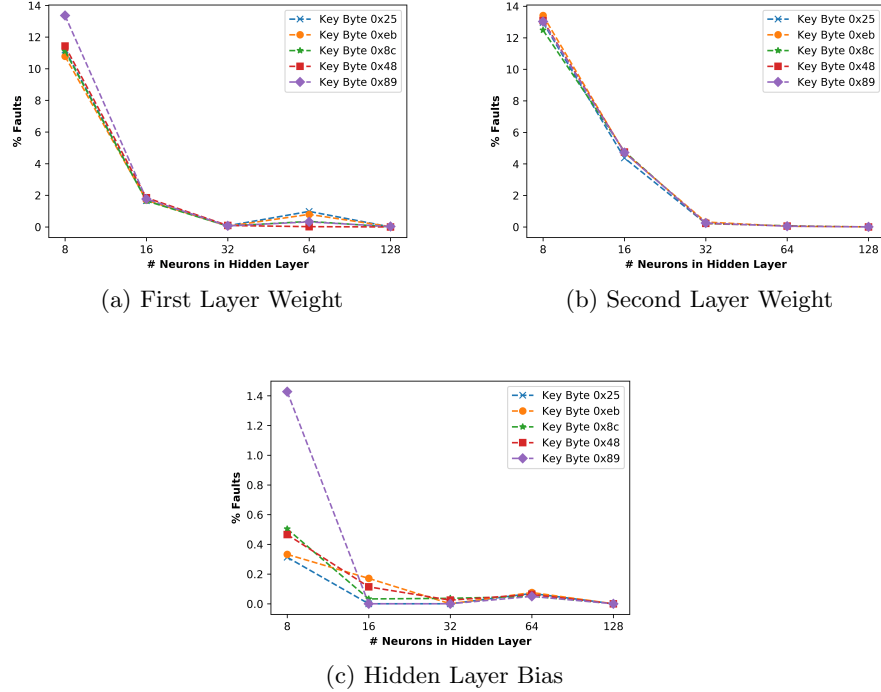 14
12
10
8
6
4
2
0
% Faults
Key Byte 0x25
Key Byte 0xeb
Key Byte 0x8c
Key Byte 0x48
Key Byte 0x89
8 16 32 64 128
# Neurons in Hidden Layer
(a) First Layer Weight
14
12
10
8
6
4
2
0
% Faults
Key Byte 0x25
Key Byte 0xeb
Key Byte 0x8c
Key Byte 0x48
Key Byte 0x89
8 16 32 64 128
# Neurons in Hidden Layer
(b) Second Layer Weight
1.4
1.2
1.0
0.8
0.6
0.4
0.2
0.0
% Faults
Key Byte 0x25
Key Byte 0xeb
Key Byte 0x8c
Key Byte 0x48
Key Byte 0x89
8 16 32 64 128
# Neurons in Hidden Layer
(c) Hidden Layer Bias